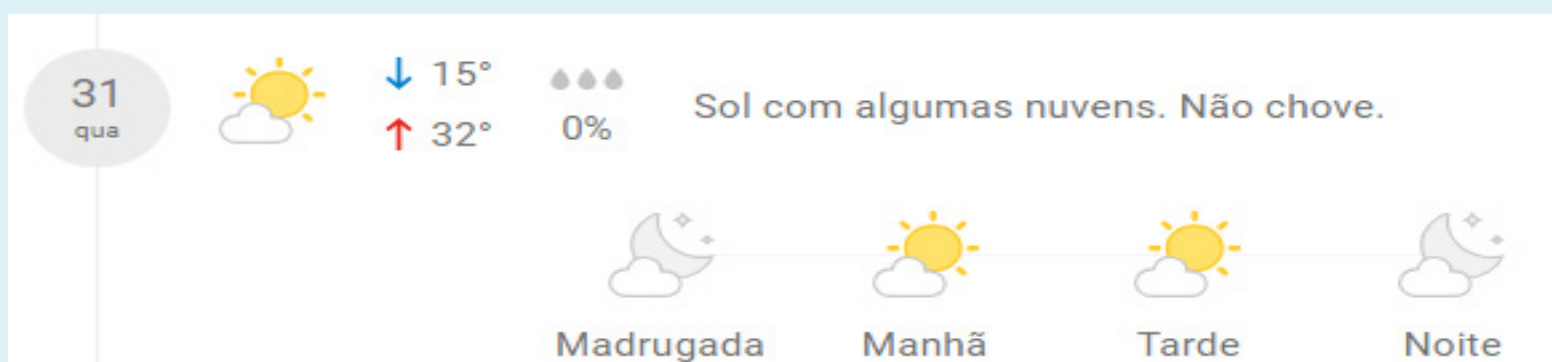 31
qua
15°
32°
0%
Sol com algumas nuvens. Não chove.
Madrugada Manhã Tarde Noite